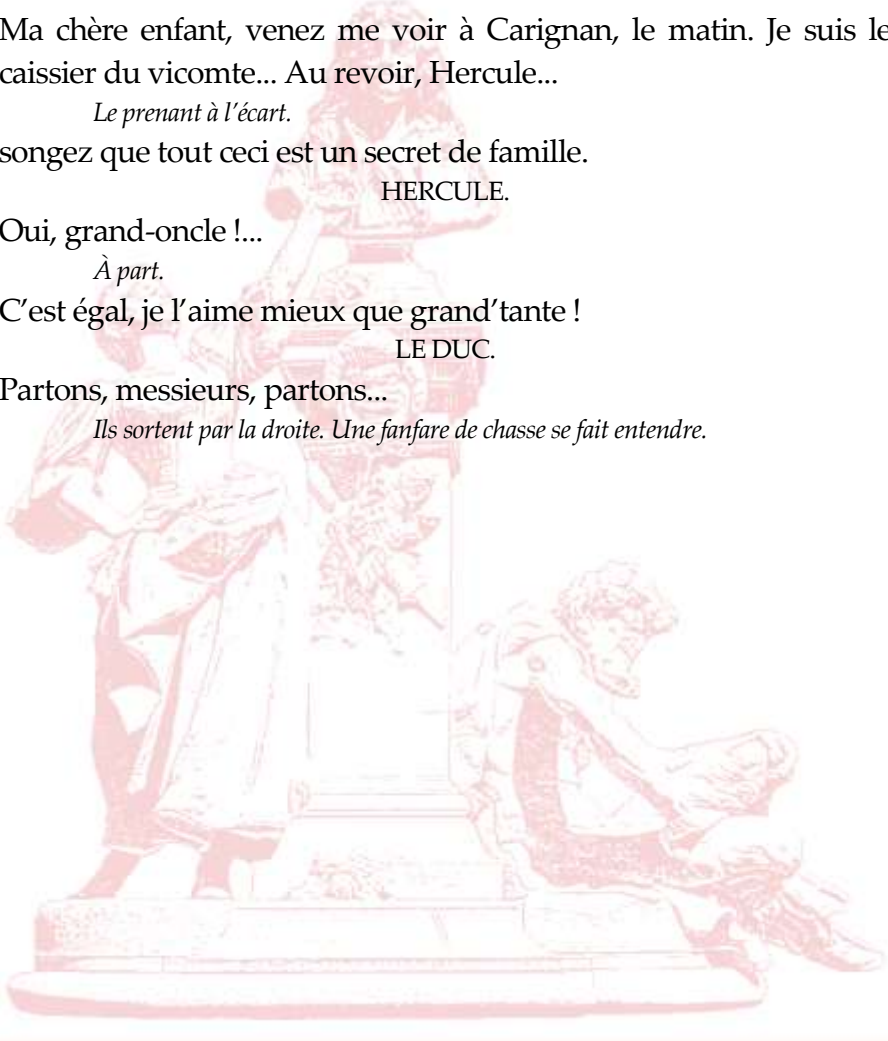 Ma chère enfant, venez me voir à Carignan, le matin. Je suis le
caissier du vicomte... Au revoir, Hercule...
Le prenant à l’écart.
songez que tout ceci est un secret de famille.
HERCULE.
Oui, grand-oncle !...
À part.
C’est égal, je l’aime mieux que grand’tante !
LE DUC.
Partons, messieurs, partons...
Ils sortent par la droite. Une fanfare de chasse se fait entendre.